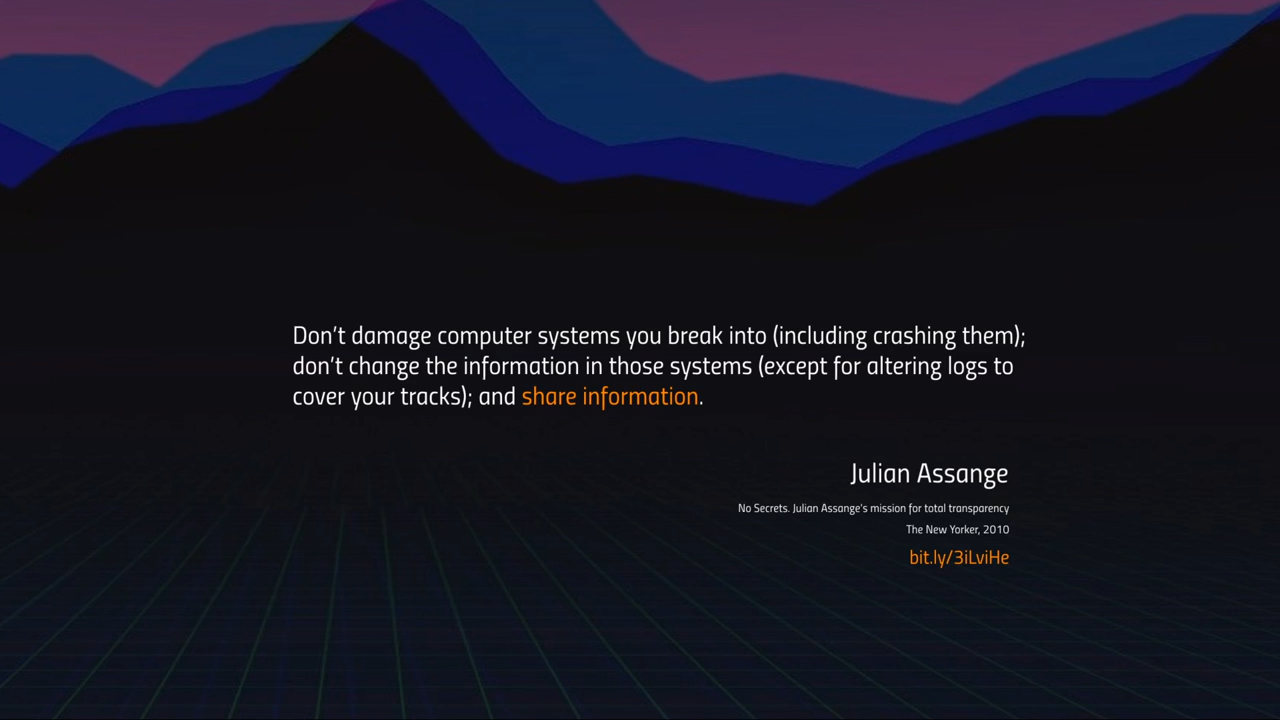 Don't damage computer systems you break into (including crashing them);
don't change the information in those systems (except for altering logs to
cover your tracks); and share information.
Julian Assange
No Secrets. Julian Assange's mission for total transparency
The New Yorker, 2010
bit.ly/3iLviHe